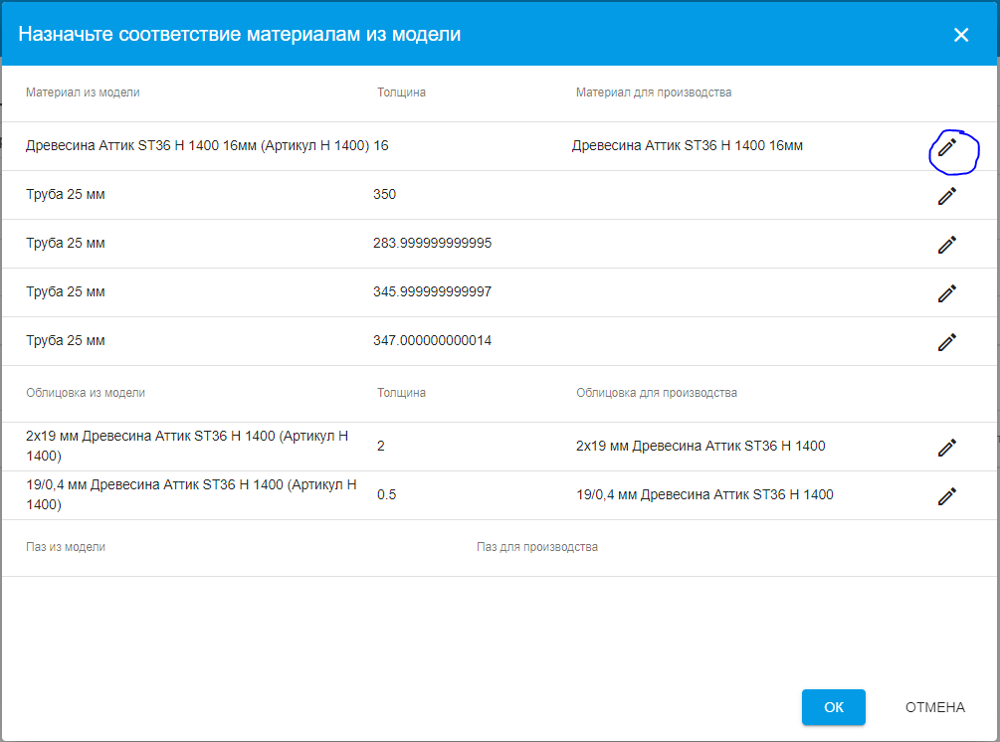 Назначьте соответствие материалам из модели
Материал из модели Толщина Материал для производства
Древесина Аттик ST36 H 1400 16мм (Артикул H 1400) 16 Древесина Аттик ST36 H 1400 16мм
Труба 25 мм 350
Труба 25 мм 283.999999999995
Труба 25 мм 345.999999999997
Труба 25 мм 347.000000000014
Облицовка из модели Толщина Облицовка для производства
2х19 мм Древесина Аттик ST36 H 1400 (Артикул H
1400)
2
2х19 мм Древесина Аттик ST36 H 1400
19/0,4 мм Древесина Аттик ST36 H 1400 (Артикул H
1400)
0.5
19/0,4 мм Древесина Аттик ST36 H 1400
Паз из модели Паз для производства
ОК ОТМЕНА